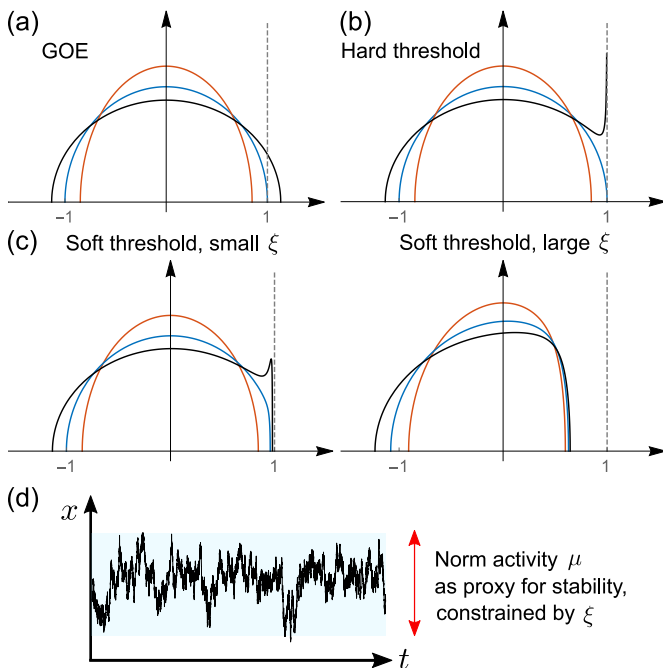 (a)
GOE
−1
1
(b)
Hard threshold
−1
1
(c)
Soft threshold, small ξ
−1
1
Soft threshold, large ξ
−1
1
(d)
x
t
Norm activity μ
as proxy for stability,
constrained by ξ